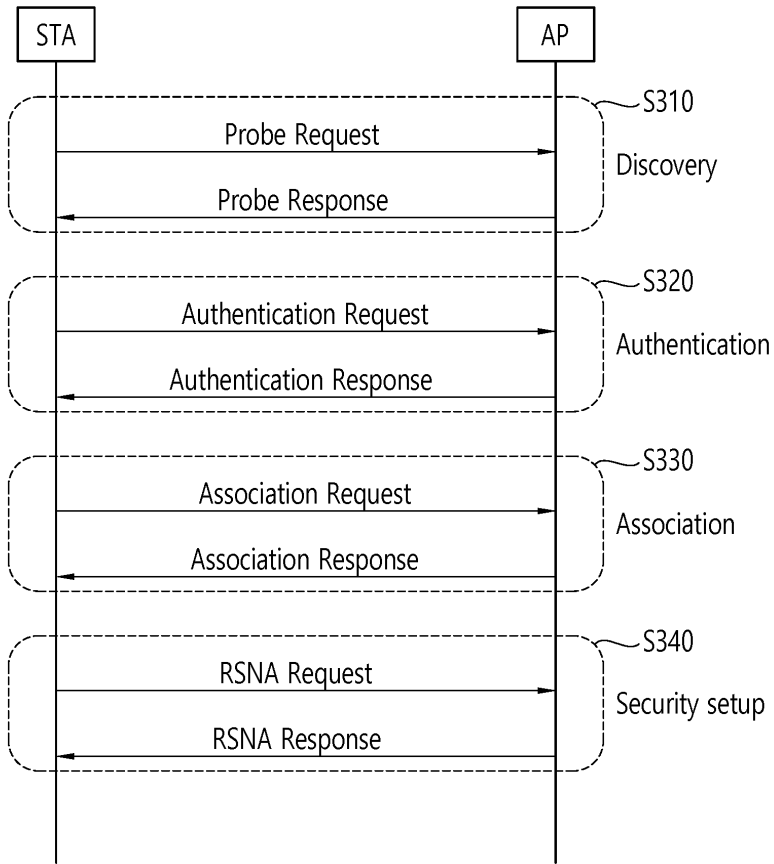 STA
AP
S310
Probe Request
Discovery
Probe Response
S320
Authentication Request
Authentication
Authentication Response
S330
Association Request
Association
Association Response
S340
RSNA Request
Security setup
RSNA Response